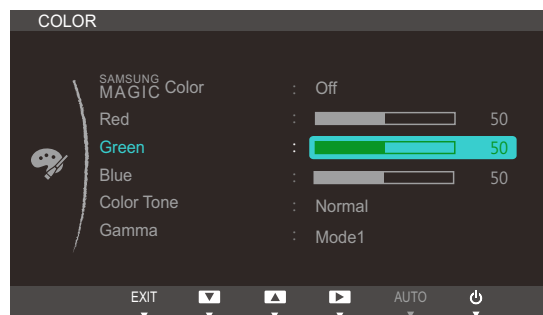 COLOR
SAMSUNG MAGIC Color : Off
Red : 50
Green : 50
Blue : 50
Color Tone : Normal
Gamma : Mode1
EXIT AUTO